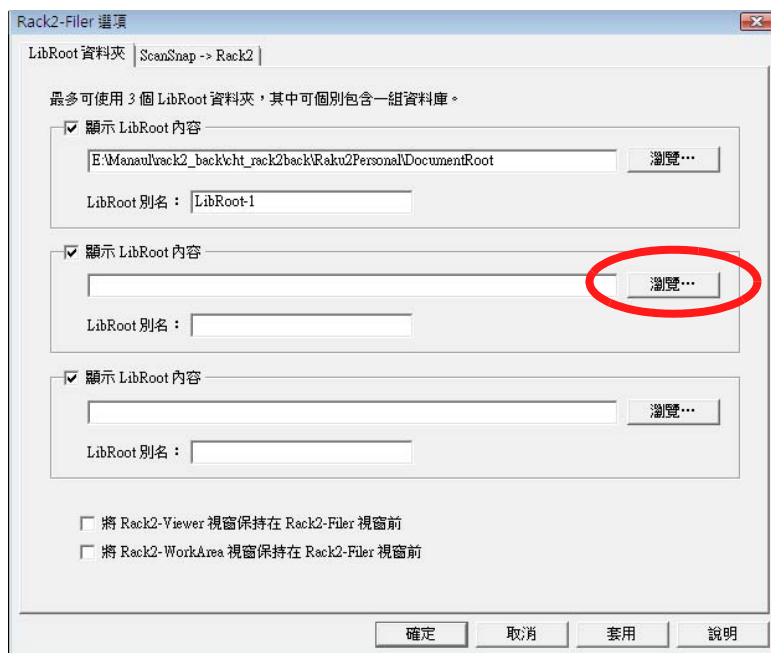 Rack2-Filer 選項
LibRoot 資料夾
ScanSnap -> Rack2
最多可使用 3 個 LibRoot 資料夾，其中可個別包含一組資料庫。
顯示 LibRoot 內容
E:\Manaul\rack2_back\cht_rack2back\Raku2Personal\DocumentRoot
瀏覽…
LibRoot 別名：
LibRoot-1
顯示 LibRoot 內容
瀏覽…
LibRoot 別名：
顯示 LibRoot 內容
瀏覽…
LibRoot 別名：
將 Rack2-Viewer 視窗保持在 Rack2-Filer 視窗前
將 Rack2-WorkArea 視窗保持在 Rack2-Filer 視窗前
確定
取消
套用
說明